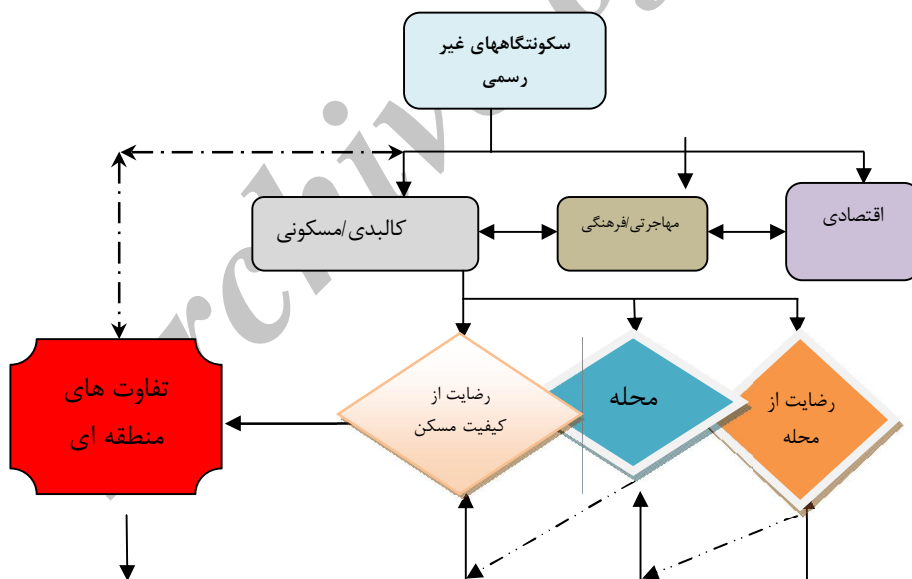 سکونتگاههای غیر
رسمی
اقتصادی
مهاجرتی/فرهنگی
کالبدی/مسکونی
رضایت از
محله
محله
رضایت از
کیفیت مسکن
تفاوت های
منطقه ای